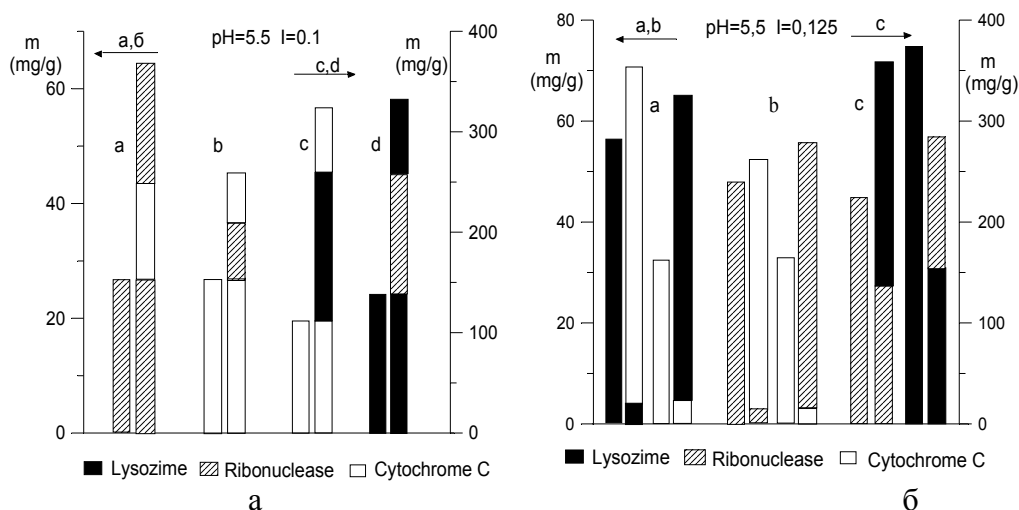 a,б
pH=5.5 I=0.1
m
(mg/g)
m
(mg/g)
c,d
a
b
c
d
60
40
20
0
400
300
200
100
0
Lysozime Ribonuclease Cytochrome C
а
a,b
pH=5,5 I=0,125
c
m
(mg/g)
m
(mg/g)
a
b
c
80
60
40
20
0
400
300
200
100
0
Lysozime Ribonuclease Cytochrome C
б